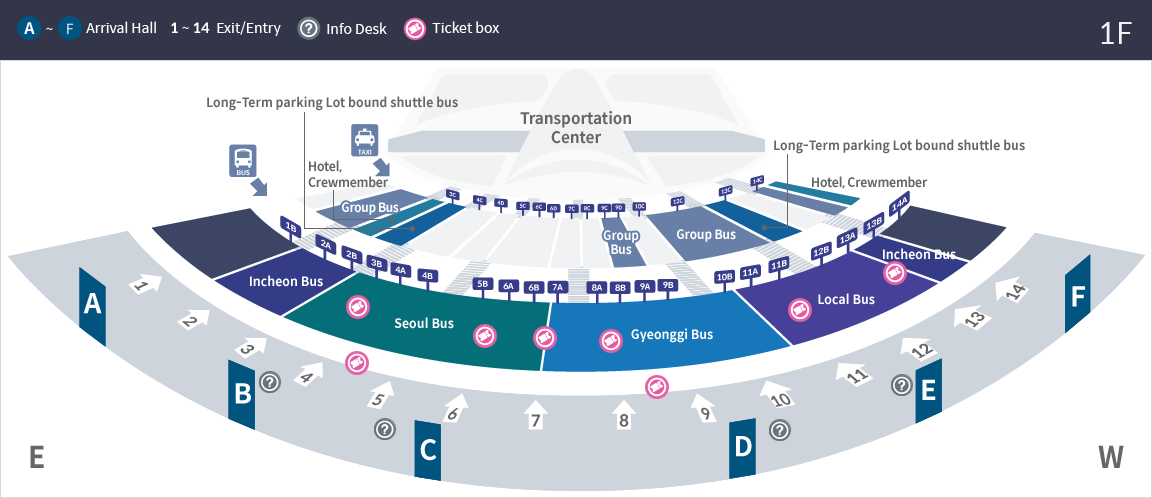 A ~ F Arrival Hall 1 ~ 14 Exit/Entry Info Desk Ticket box
1F
Long-Term parking Lot bound shuttle bus
Transportation
Center
Long-Term parking Lot bound shuttle bus
BUS
TAXI
Hotel,
Crewmember
Hotel, Crewmember
Group Bus
Group
Bus
Group Bus
3C 4C 4D 5C 6C 6D 7C 8C 9C 9D 10C 12C 13C 14C
1B 2A 2B 3B 4A 4B 5B 6A 6B 7A 8A 8B 9A 9B 10B 11A 11B 12B 13A 13B 14A
Incheon Bus
Seoul Bus
Gyeonggi Bus
Local Bus
Incheon Bus
1 2 3 4 5 6 7 8 9 10 11 12 13 14
A
B
C
D
E
F
E
W